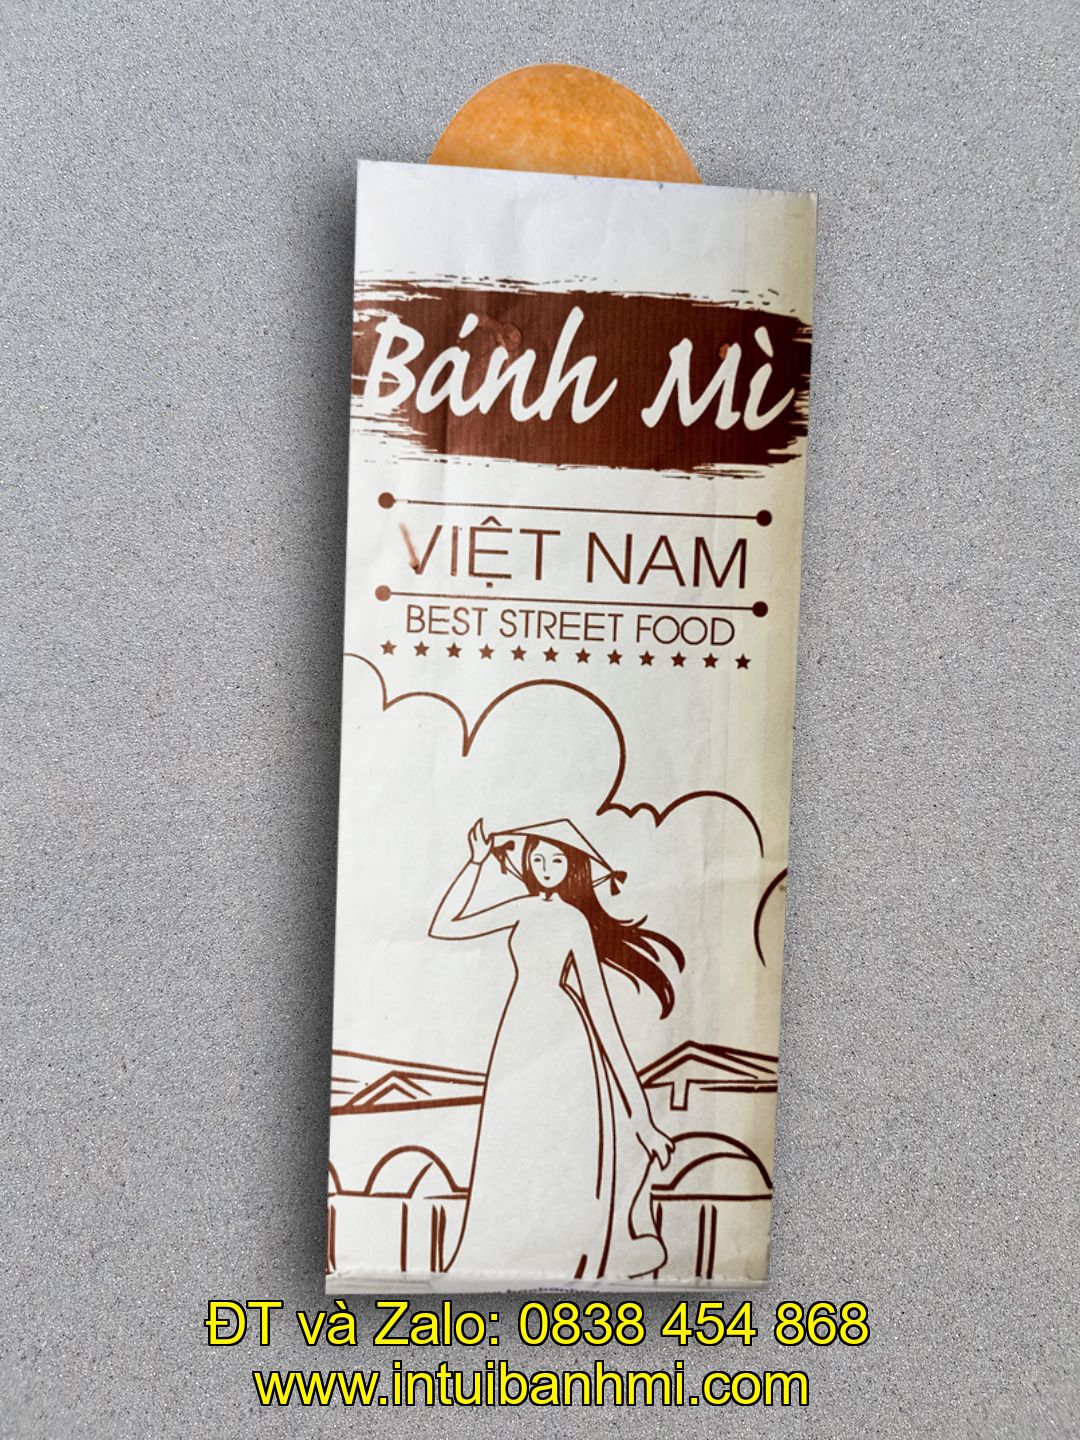 Bánh Mì
VIỆT NAM
BEST STREET FOOD
ĐT và Zalo: 0838 454 868
www.intuibanhmi.com